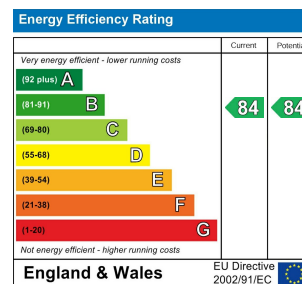 Energy Efficiency Rating
Current Potentia
Very energy efficient - lower running costs
(92 plus) A
(81-91) B 84 84
(69-80) C
(55-68) D
(39-54) E
(21-38) F
(1-20) G
Not energy efficient - higher running costs
England & Wales
EU Directive
2002/91/EC